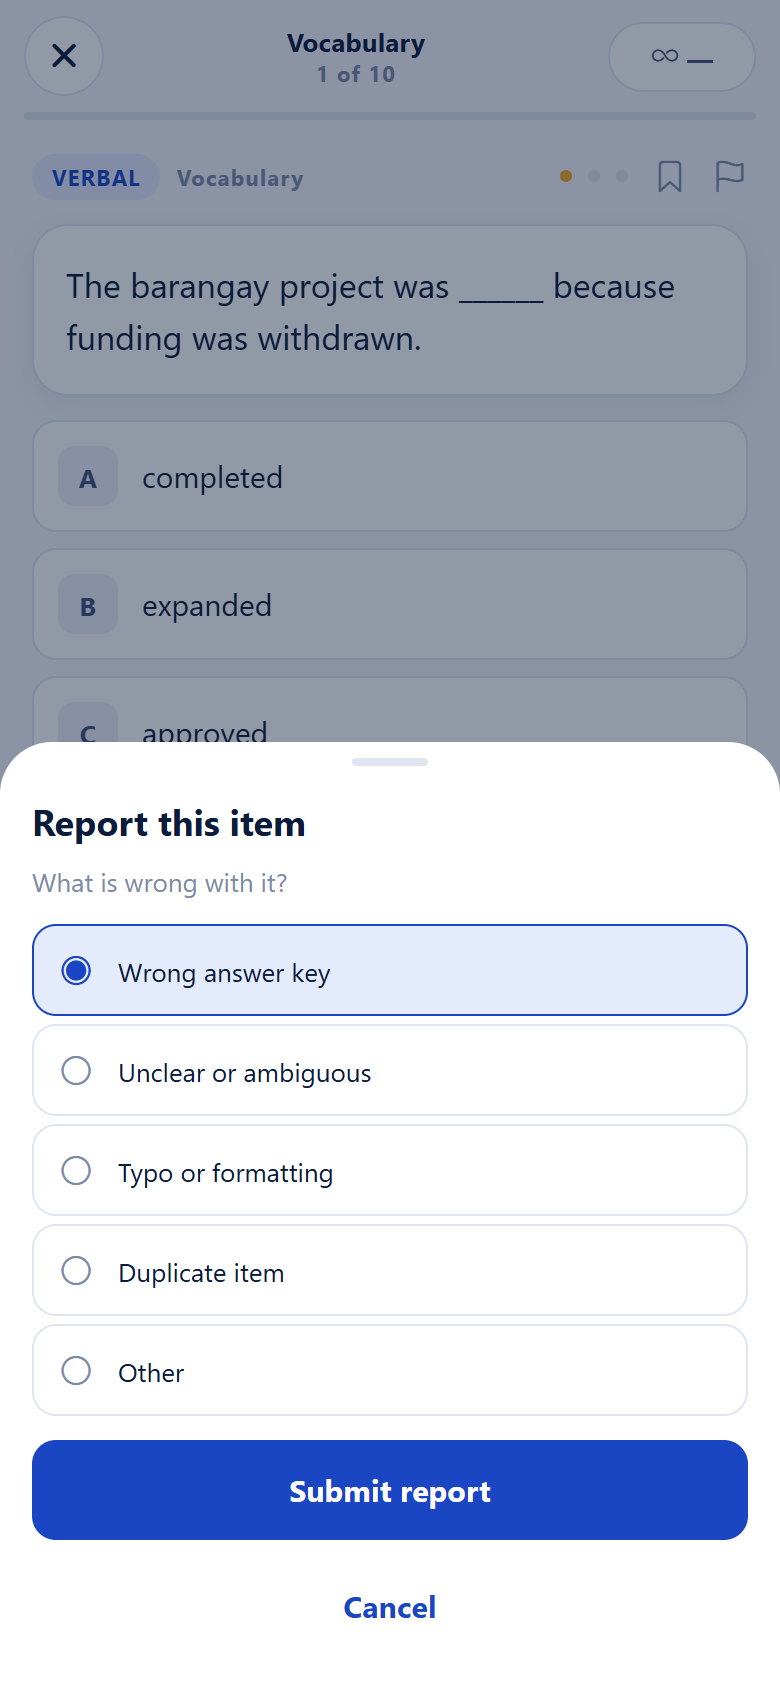 Vocabulary
1 of 10
∞ —
VERBAL
Vocabulary
The barangay project was ______ because
funding was withdrawn.
A completed
B expanded
C approved
Report this item
What is wrong with it?
Wrong answer key
Unclear or ambiguous
Typo or formatting
Duplicate item
Other
Submit report
Cancel